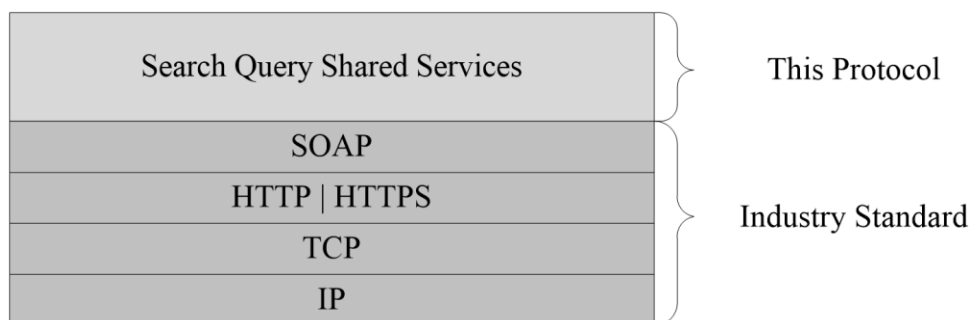 Search Query Shared Services
This Protocol
SOAP
HTTP | HTTPS
TCP
IP
Industry Standard